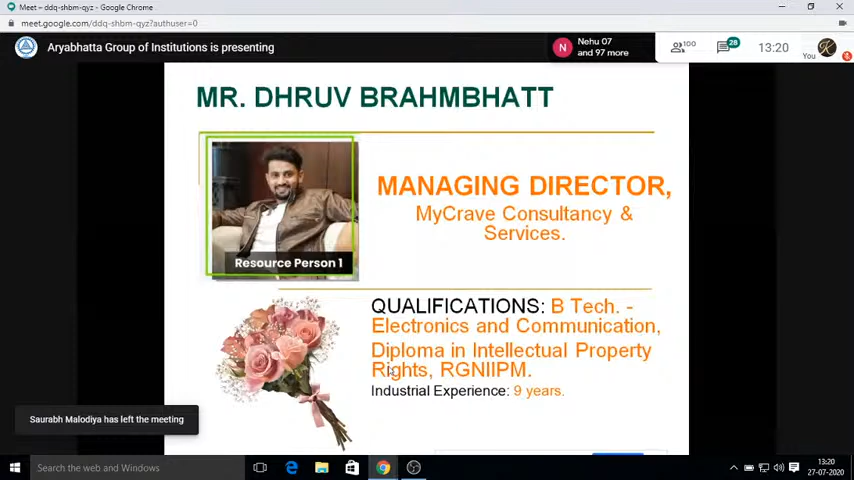 Meet – ddq-shbm-qyz - Google Chrome
meet.google.com/ddq-shbm-qyz?authuser=0
Aryabhatta Group of Institutions is presenting
N
Nehu 07
and 97 more
100
28
13:20
You
MR. DHRUV BRAHMBHATT
Resource Person 1
MANAGING DIRECTOR,
MyCrave Consultancy &
Services.
QUALIFICATIONS: B Tech. -
Electronics and Communication,
Diploma in Intellectual Property
Rights, RGNIIPM.
Industrial Experience: 9 years.
Saurabh Malodiya has left the meeting
Search the web and Windows
13:20
27-07-2020